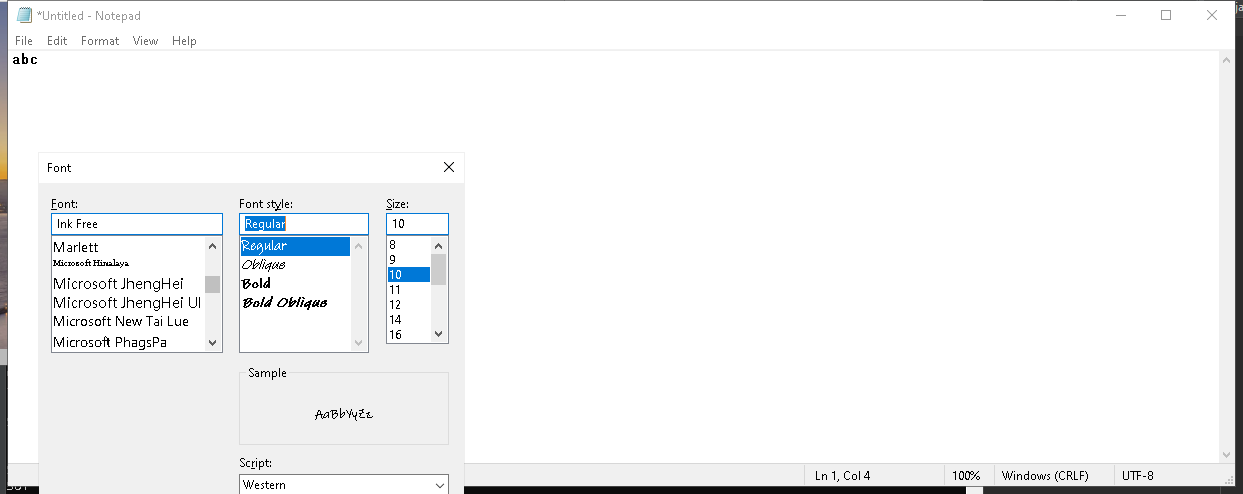 *Untitled - Notepad
File Edit Format View Help
abc
Font
Font: Font style: Size:
Ink Free Regular 10
Marlett Regular 8
Microsoft Himalaya Oblique 9
Microsoft JhengHei Bold 10
Microsoft JhengHei UI Bold Oblique 11
Microsoft New Tai Lue 12
Microsoft PhagsPa 14
16
Sample
AaBbYyZz
Script:
Western
Ln 1, Col 4 100% Windows (CRLF) UTF-8